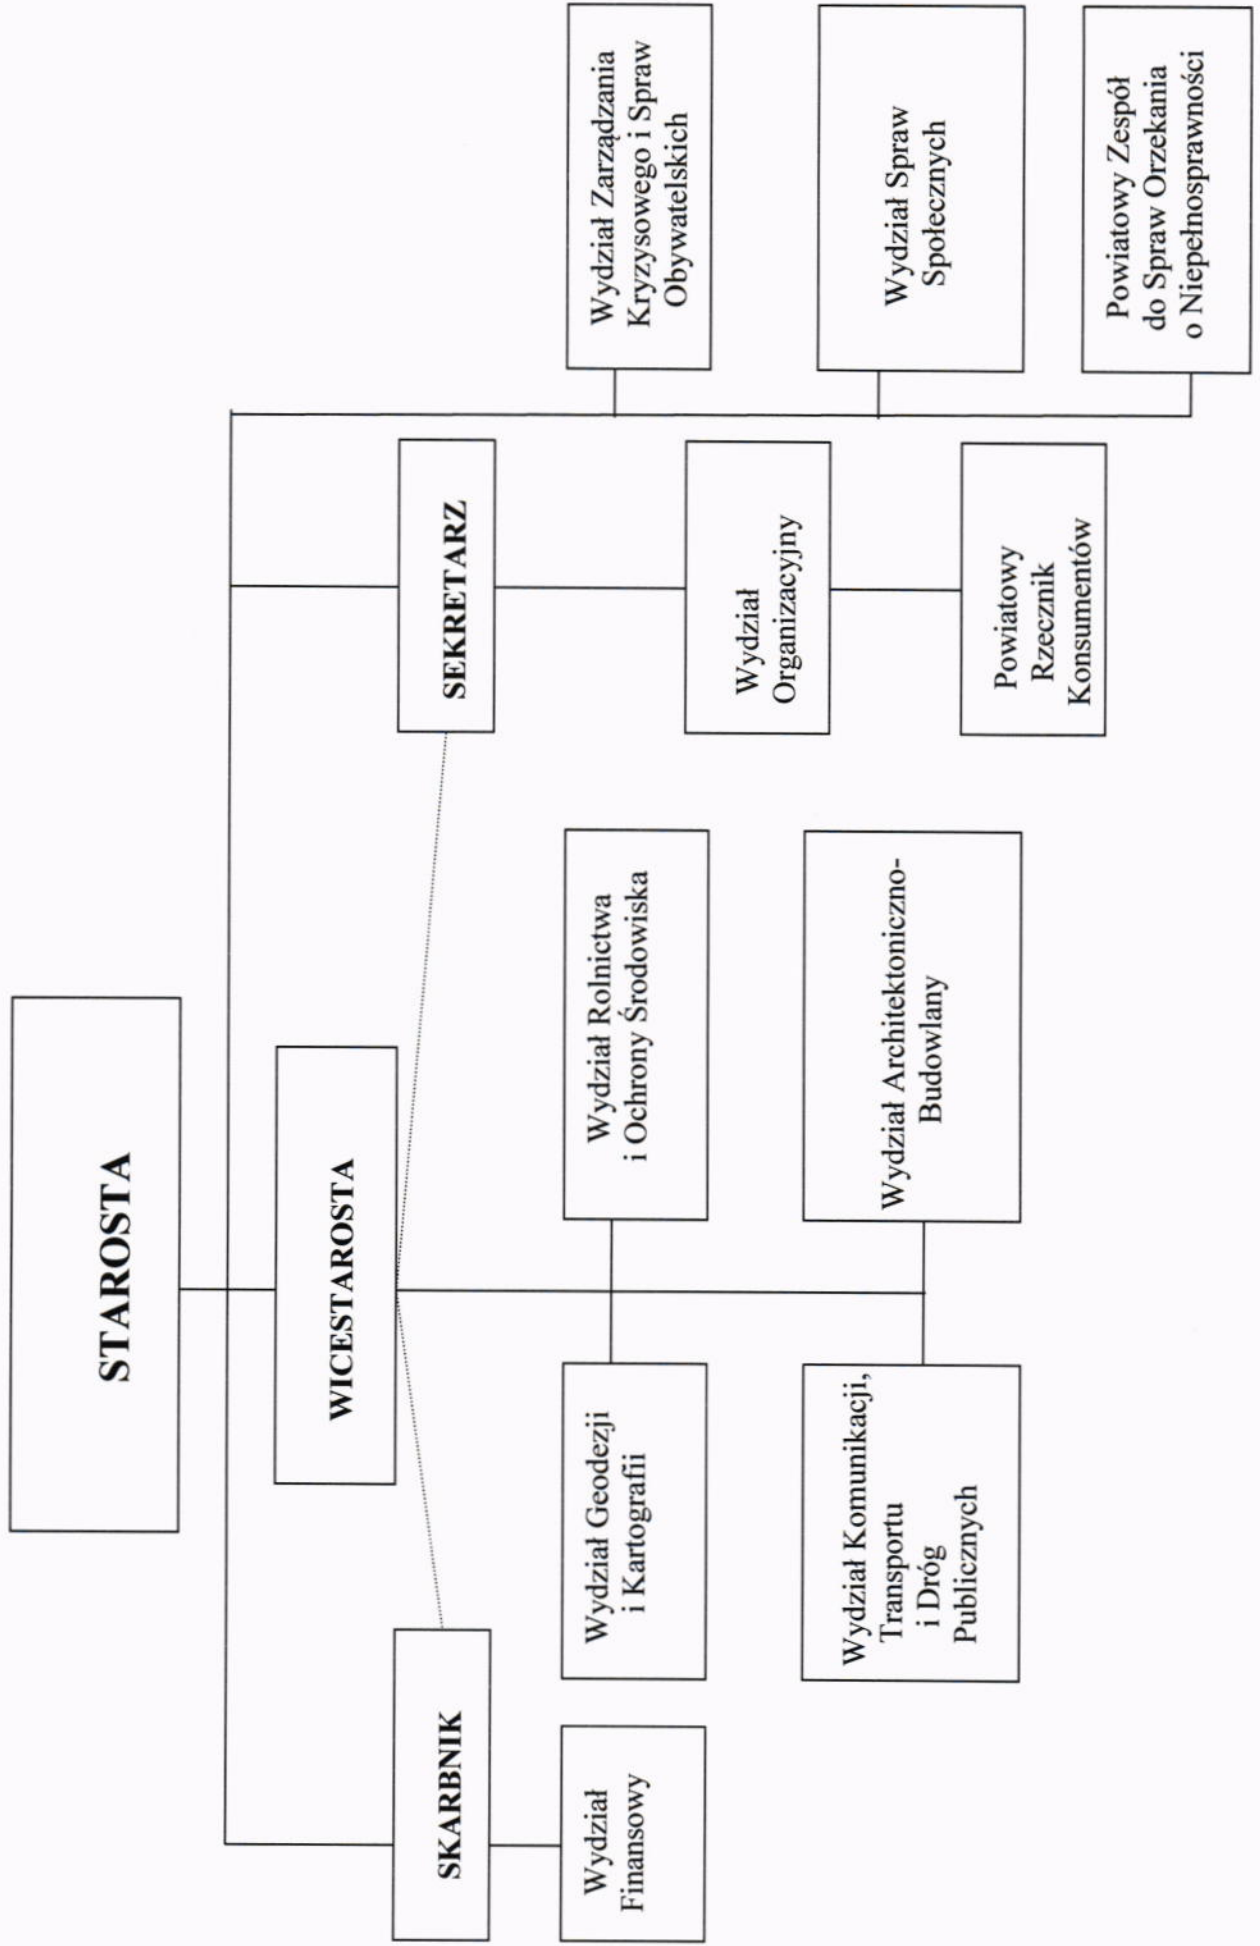 STAROSTA
WICESTAROSTA
SKARBNIK
SEKRETARZ
Wydział
Finansowy
Wydział Geodezji
i Kartografii
Wydział Rolnictwa
i Ochrony Środowiska
Wydział Komunikacji,
Transportu
i Dróg
Publicznych
Wydział Architektoniczno-
Budowlany
Wydział
Organizacyjny
Powiatowy
Rzecznik
Konsumentów
Wydział Zarządzania
Kryzysowego i Spraw
Obywatelskich
Wydział Spraw
Społecznych
Powiatowy Zespół
do Spraw Orzekania
o Niepełnosprawności